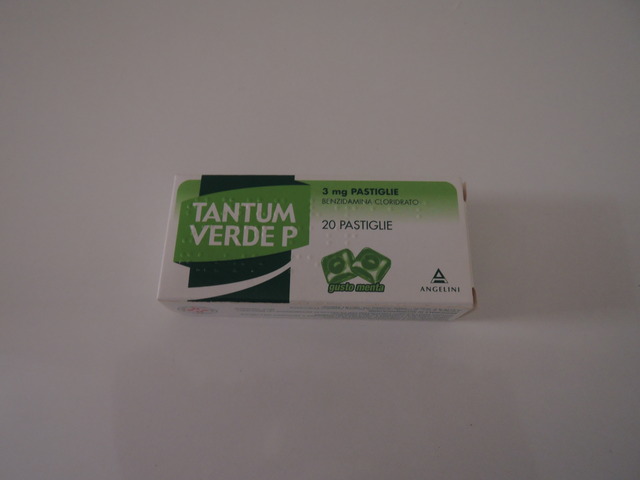 TANTUM
VERDE P
3 mg PASTIGLIE
BENZIDAMINA CLORIDRATO
20 PASTIGLIE
gusto menta
ANGELINI